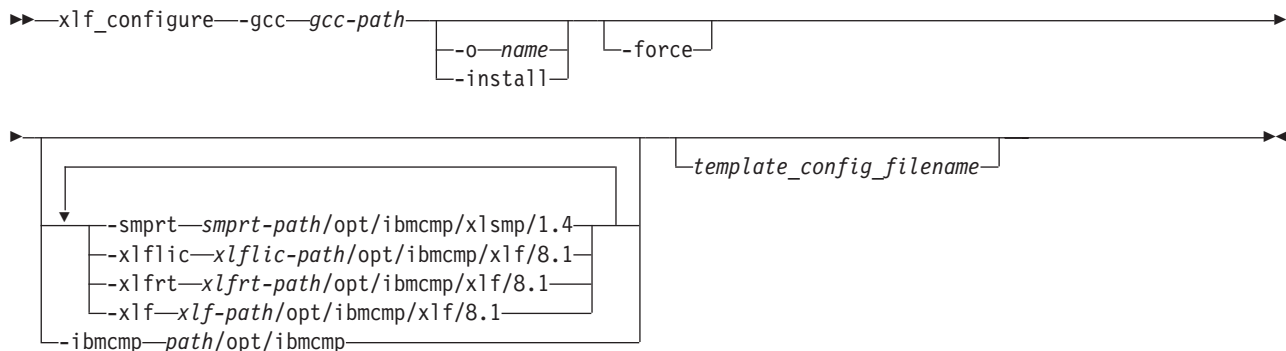 xlf_configure -gcc gcc-path
-o name
-install
-force
-smprt smprt-path/opt/ibmcmp/xlsmp/1.4
-xlflic xlflic-path/opt/ibmcmp/xlf/8.1
-xlfrt xlfrt-path/opt/ibmcmp/xlf/8.1
-xlf xlf-path/opt/ibmcmp/xlf/8.1
-ibmcmp path/opt/ibmcmp
template_config_filename